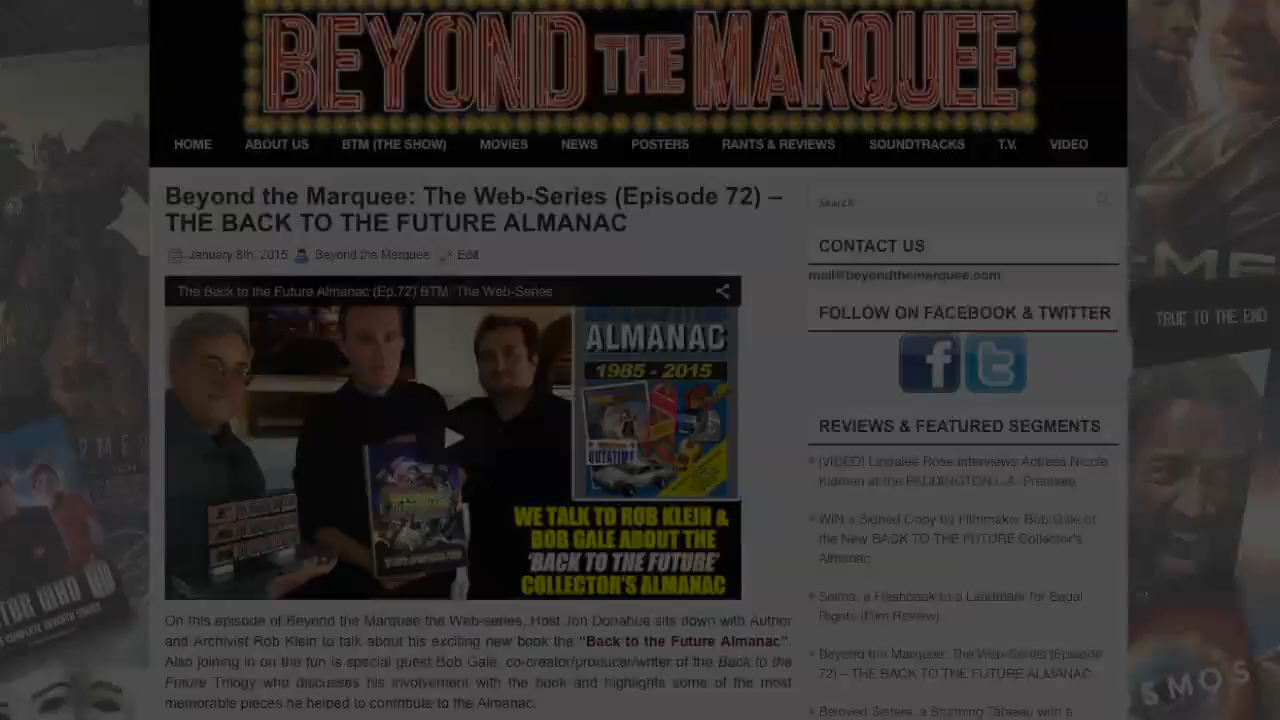 BEYOND THE MARQUEE
HOME ABOUT US BTM (THE SHOW) MOVIES NEWS POSTERS RANTS & REVIEWS SOUNDTRACKS T.V. VIDEO
Beyond the Marquee: The Web-Series (Episode 72) –
THE BACK TO THE FUTURE ALMANAC
January 8th, 2015 Beyond the Marquee Edit
The Back to the Future Almanac (Ep.72) BTM: The Web-Series
ALMANAC
1985 - 2015
OUTATIME
WE TALK TO ROB KLEIN &
BOB GALE ABOUT THE
'BACK TO THE FUTURE'
COLLECTOR'S ALMANAC
On this episode of Beyond the Marquee the Web-series, Host Jon Donahue sits down with Author
and Archivist Rob Klein to talk about his exciting new book the "Back to the Future Almanac".
Also joining in on the fun is special guest Bob Gale, co-creator/producer/writer of the Back to the
Future Trilogy who discusses his involvement with the book and highlights some of the most
memorable pieces he helped to contribute to the Almanac.
Search
CONTACT US
mail@beyondthemarquee.com
FOLLOW ON FACEBOOK & TWITTER
REVIEWS & FEATURED SEGMENTS
[VIDEO] Lindalee Rose Interviews Actress Nicole
Kidman at the PADDINGTON L.A. Premiere
WIN a Signed Copy by Filmmaker Bob Gale of
the New BACK TO THE FUTURE Collector's
Almanac
Selma, a Flashback to a Landmark for Equal
Rights (Film Review)
Beyond the Marquee: The Web-Series (Episode
72) – THE BACK TO THE FUTURE ALMANAC
Beloved Sisters, a Stunning Tableau with a
TRUE TO THE END
TOR WHO
SMOS